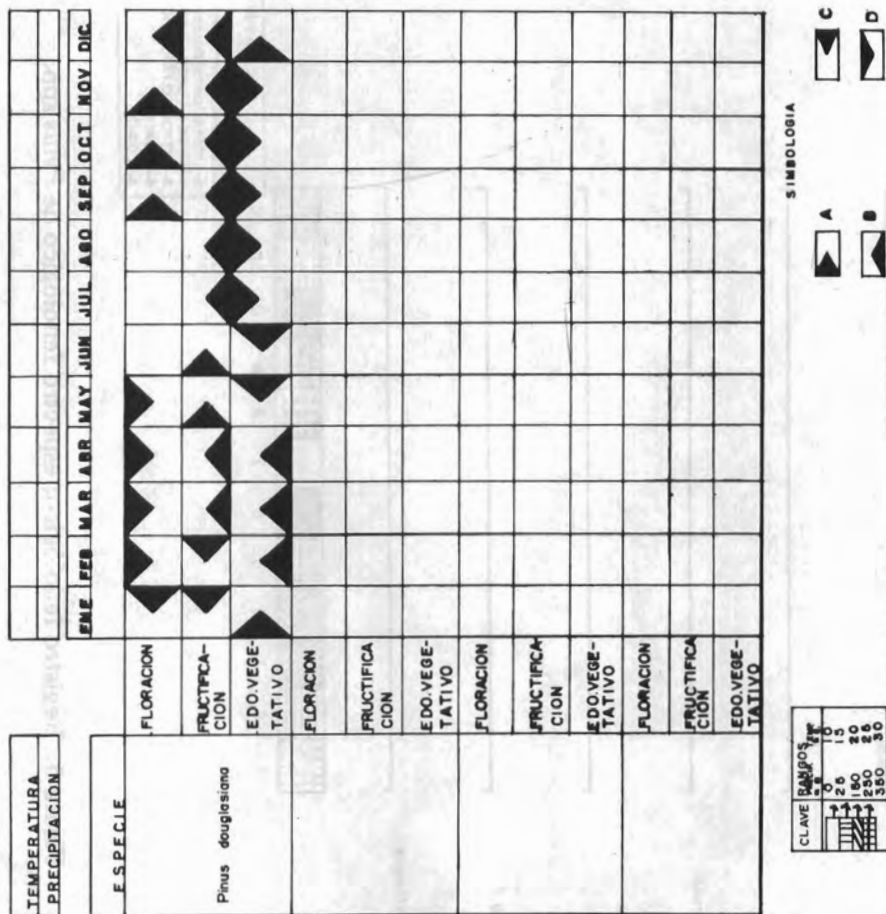 TEMPERATURA
PRECIPITACION
ESPECIE
ENE FEB MAR ABR MAY JUN JUL AGO SEP OCT NOV DIC
Pinus douglasiana
FLORACION
FRUCTIFICA-
CION
EDO.VEGE-
TATIVO
FLORACION
FRUCTIFICA
CION
EDO.VEGE-
TATIVO
FLORACION
FRUCTIFICA-
CION
EDO.VEGE-
TATIVO
FLORACION
FRUCTIFICA
CIÓN
EDO.VEGE-
TATIVO
CLAVE RANGOS
0 10
25 15
150 20
250 25
350 30
SIMBOLOGIA
A
B
C
D